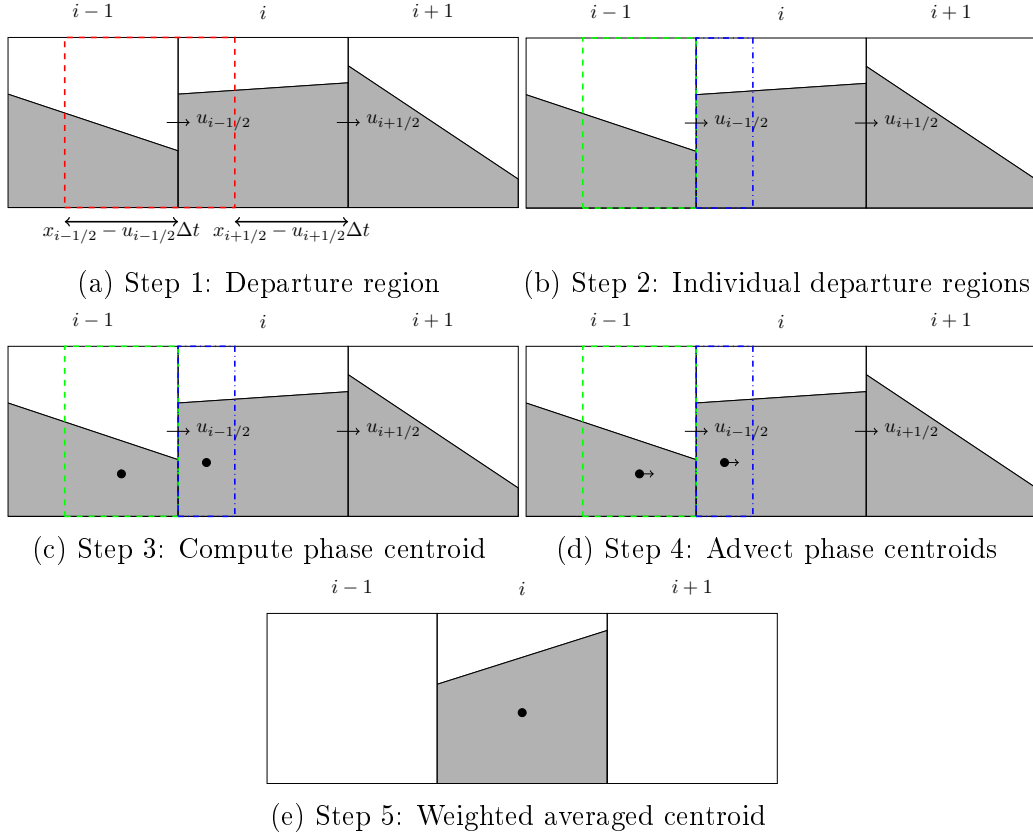 i − 1 i i + 1 i − 1 i i + 1
u_{i−1/2} u_{i+1/2} u_{i−1/2} u_{i+1/2}
x_{i−1/2} − u_{i−1/2}Δt x_{i+1/2} − u_{i+1/2}Δt
(a) Step 1: Departure region (b) Step 2: Individual departure regions
i − 1 i i + 1 i − 1 i i + 1
u_{i−1/2} u_{i+1/2} u_{i−1/2} u_{i+1/2}
(c) Step 3: Compute phase centroid (d) Step 4: Advect phase centroids
i − 1 i i + 1
(e) Step 5: Weighted averaged centroid